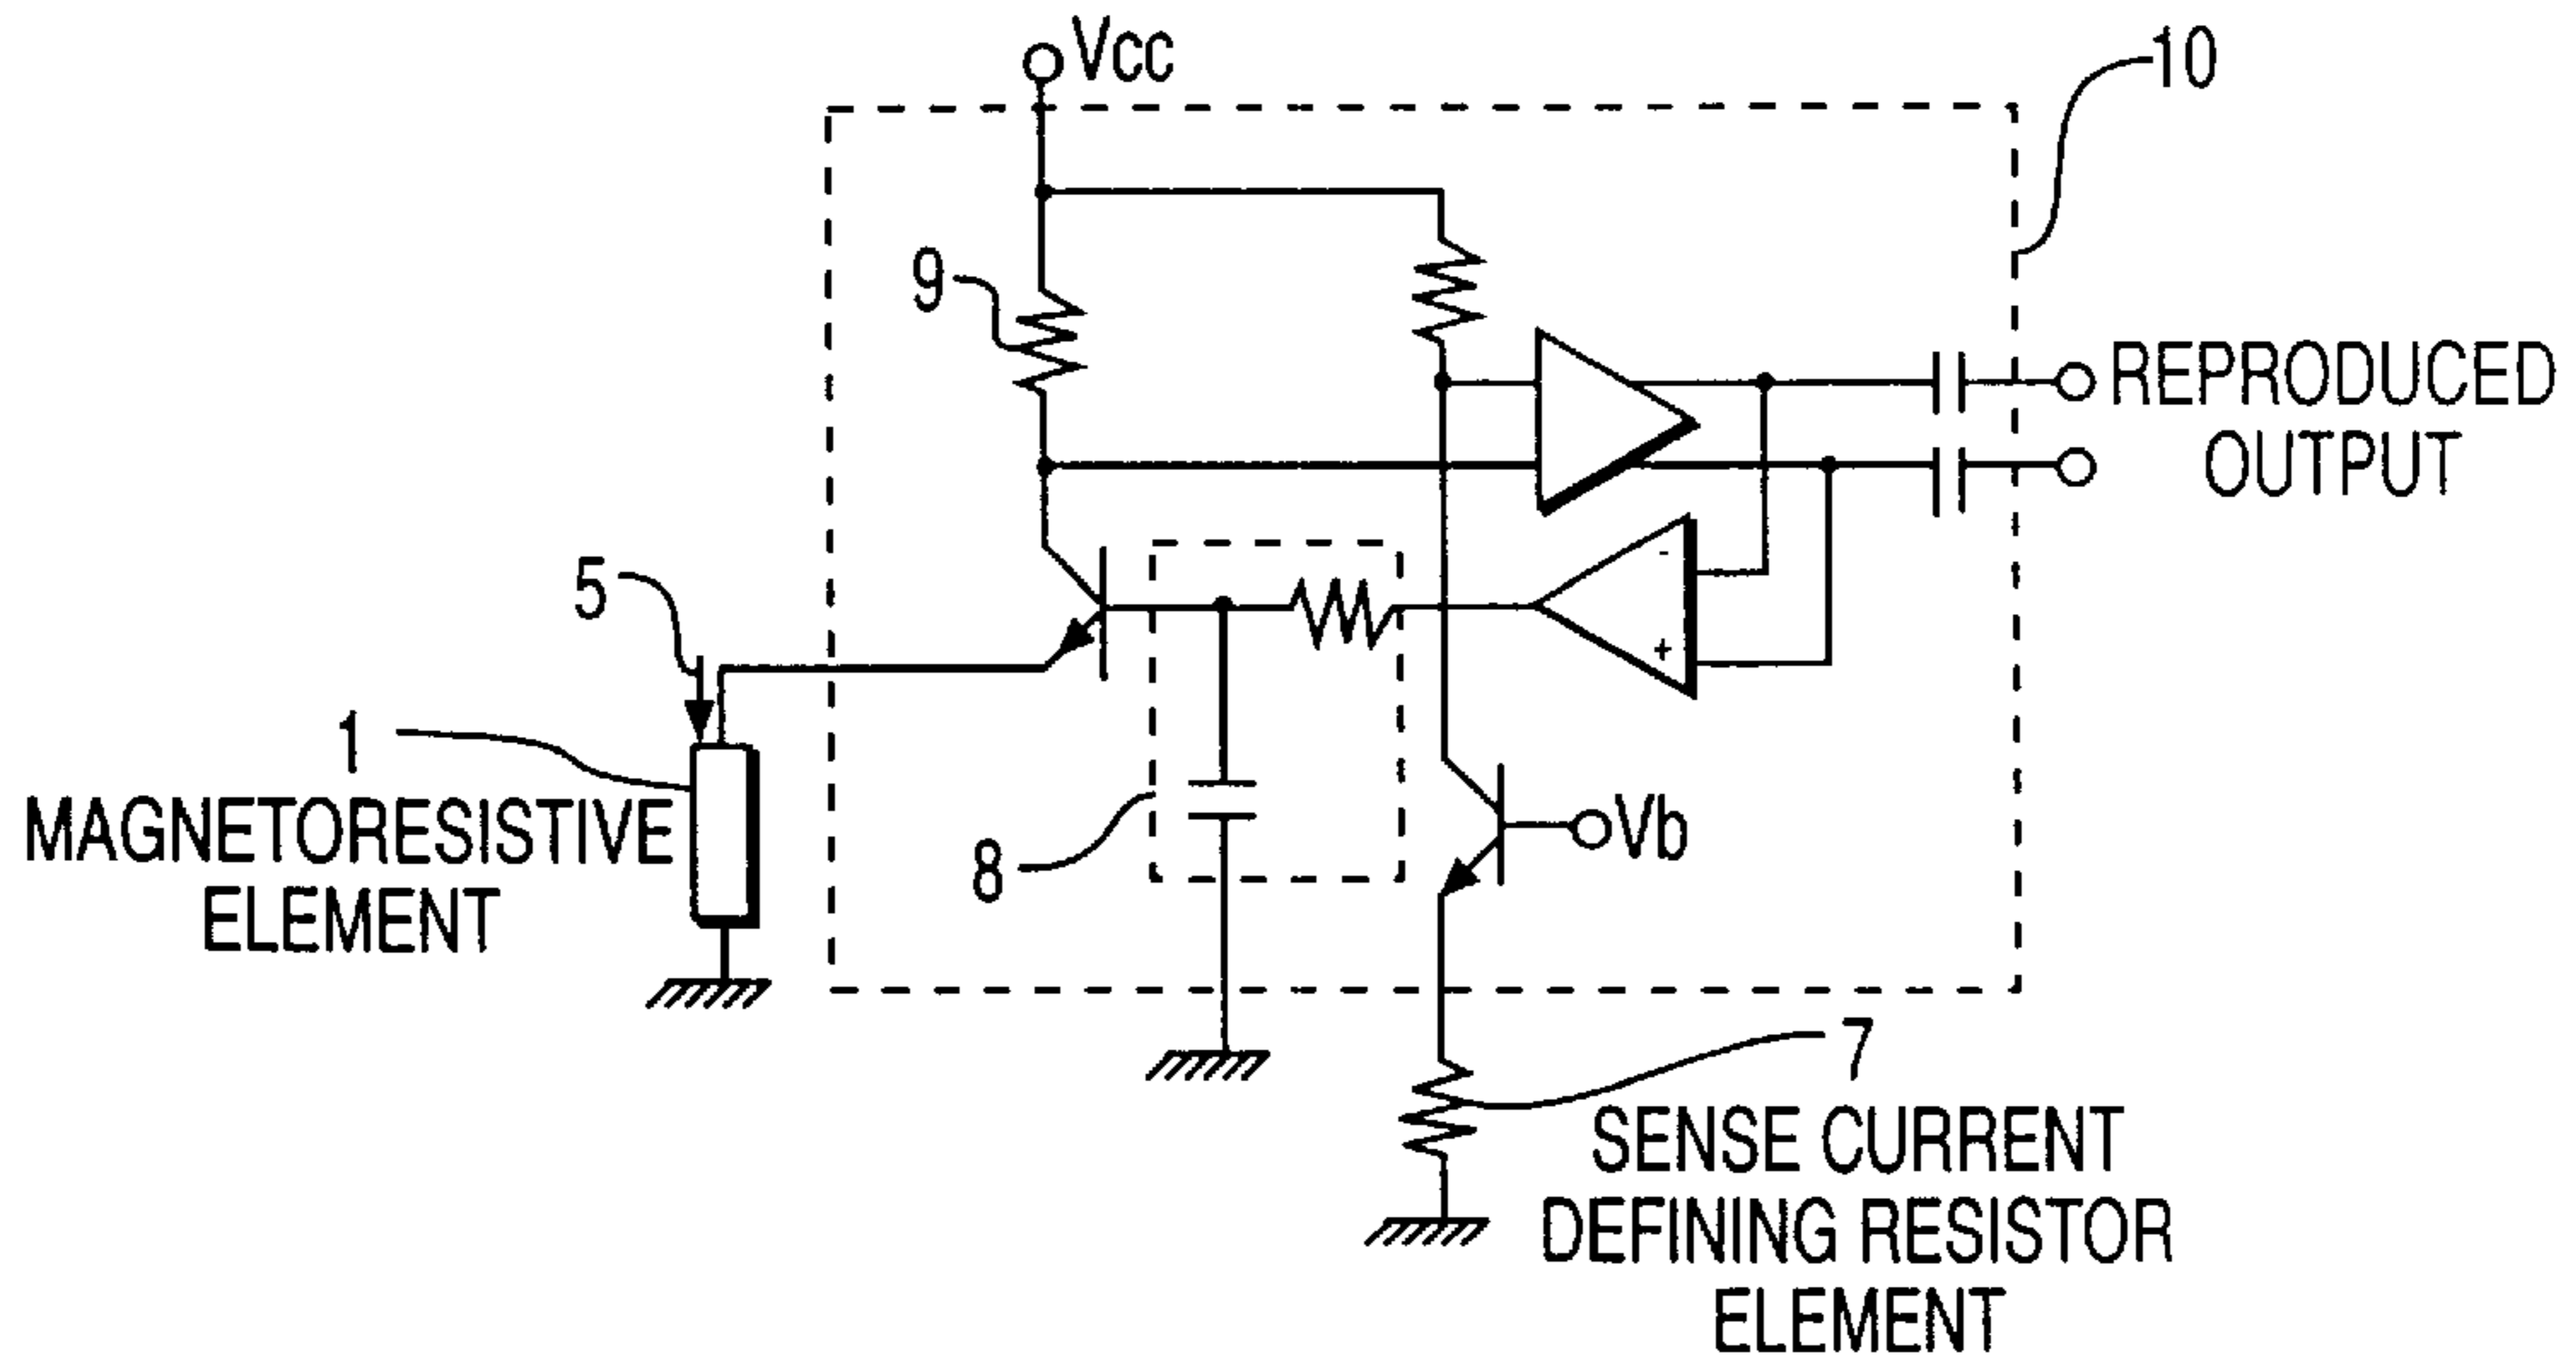 Vcc
10
9
REPRODUCED
OUTPUT
-
5
+
1
MAGNETORESISTIVE
ELEMENT
Vb
8
7
SENSE CURRENT
DEFINING RESISTOR
ELEMENT